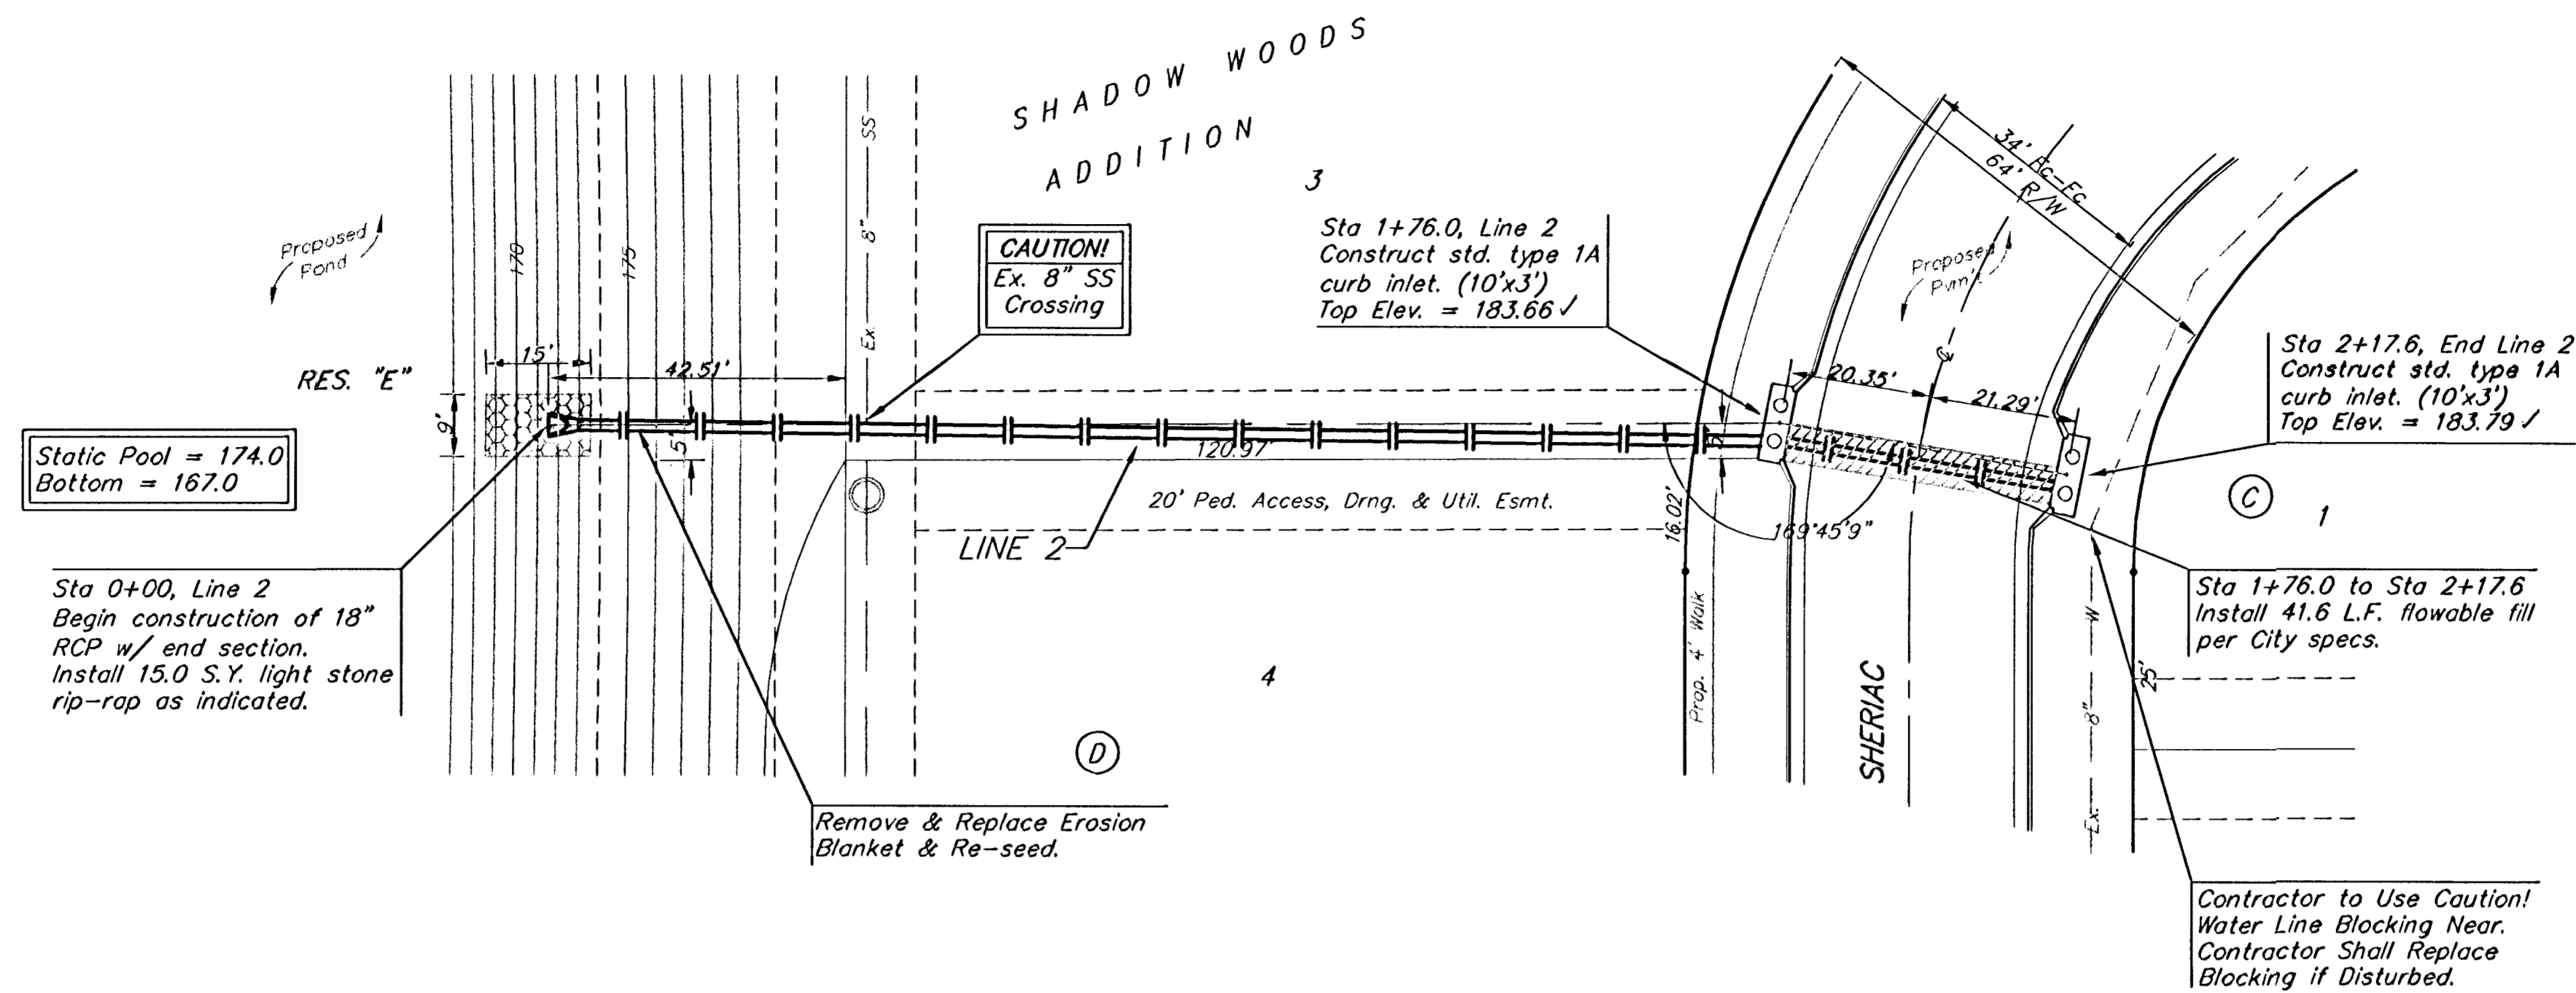 SHADOW WOODS
ADDITION
3
34' Bc-Ec
64' R/W
Proposed
Pond
170
175
Ex. 8" SS
CAUTION!
Ex. 8" SS
Crossing
Sta 1+76.0, Line 2
Construct std. type 1A
curb inlet. (10'x3')
Top Elev. = 183.66 ✓
Proposed
Pvm't
℄
Sta 2+17.6, End Line 2
Construct std. type 1A
curb inlet. (10'x3')
Top Elev. = 183.79 ✓
RES. "E"
15'
42.51'
20.35'
21.29'
9'
5'
120.97'
5'
Static Pool = 174.0
Bottom = 167.0
20' Ped. Access, Drng. & Util. Esmt.
16.02'
169°45'9"
C
1
LINE 2
Sta 0+00, Line 2
Begin construction of 18"
RCP w/ end section.
Install 15.0 S.Y. light stone
rip-rap as indicated.
Sta 1+76.0 to Sta 2+17.6
Install 41.6 L.F. flowable fill
per City specs.
4
Prop. 4' Walk
SHERIAC
Ex. 8" W
25'
D
Remove & Replace Erosion
Blanket & Re-seed.
Contractor to Use Caution!
Water Line Blocking Near.
Contractor Shall Replace
Blocking if Disturbed.